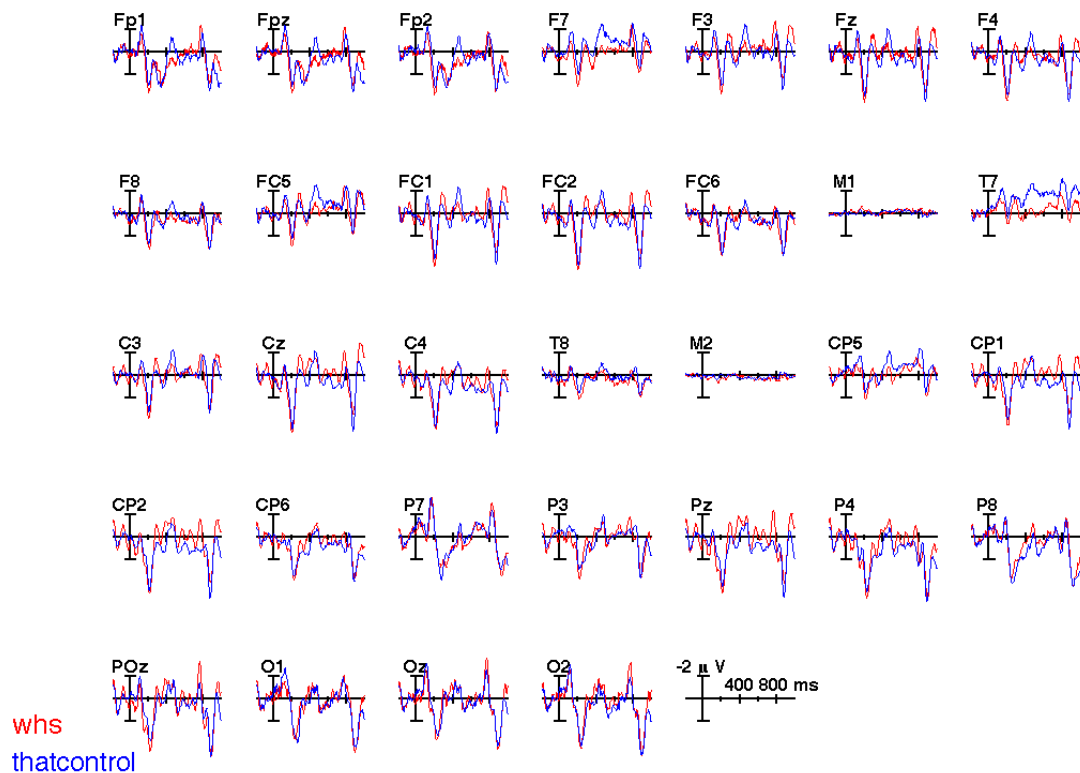 Fp1 Fpz Fp2 F7 F3 Fz F4
F8 FC5 FC1 FC2 FC6 M1 T7
C3 Cz C4 T8 M2 CP5 CP1
CP2 CP6 P7 P3 Pz P4 P8
POz O1 Oz O2 -2 μ V
400 800 ms
whs
thatcontrol